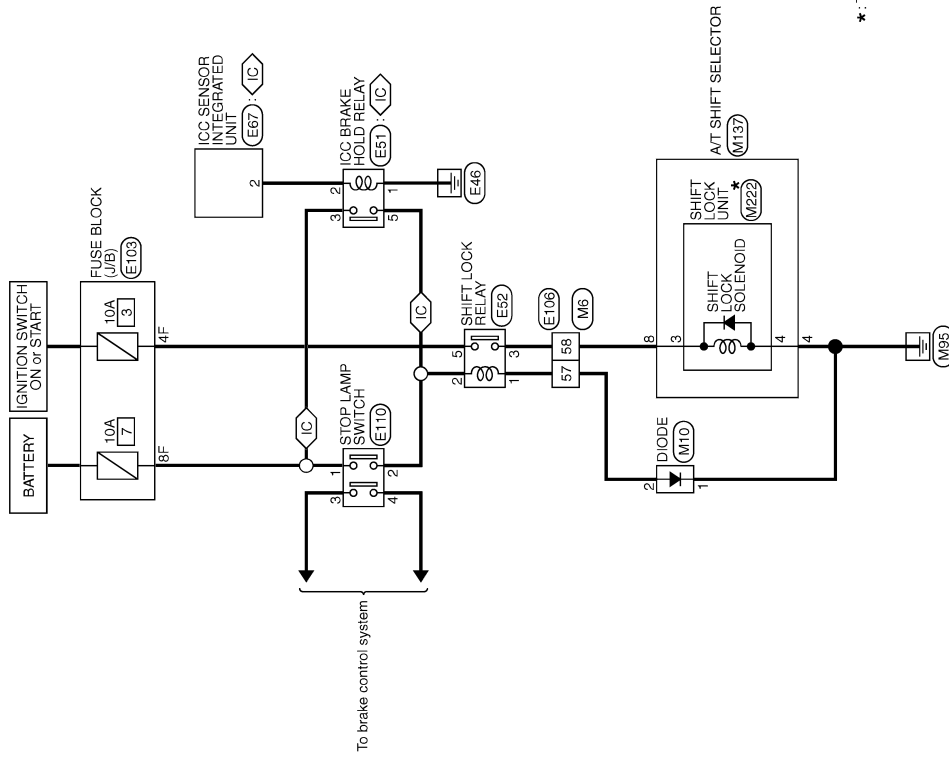 IGNITION SWITCH
ON or START
BATTERY
FUSE BLOCK
(J/B)
E103
10A
3
10A
7
4F
8F
ICC SENSOR
INTEGRATED
UNIT
E67 : IC
2
ICC BRAKE
HOLD RELAY
E51 : IC
2
3
1
5
E46
IC
IC
STOP LAMP
SWITCH
E110
1
3
2
4
To brake control system
SHIFT LOCK
RELAY
E52
5
2
3
1
E106
M6
58
57
A/T SHIFT SELECTOR
M137
8
3
SHIFT
LOCK
UNIT *
M222
SHIFT
LOCK
SOLENOID
4
4
DIODE
M10
2
1
M95
*: